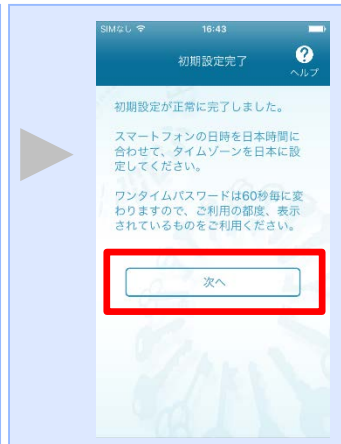 SIMなし 16:43
初期設定完了
?
ヘルプ
初期設定が正常に完了しました。
スマートフォンの日時を日本時間に
合わせて、タイムゾーンを日本に設
定してください。
ワンタイムパスワードは60秒毎に変
わりますので、ご利用の都度、表示
されているものをご利用ください。
次へ